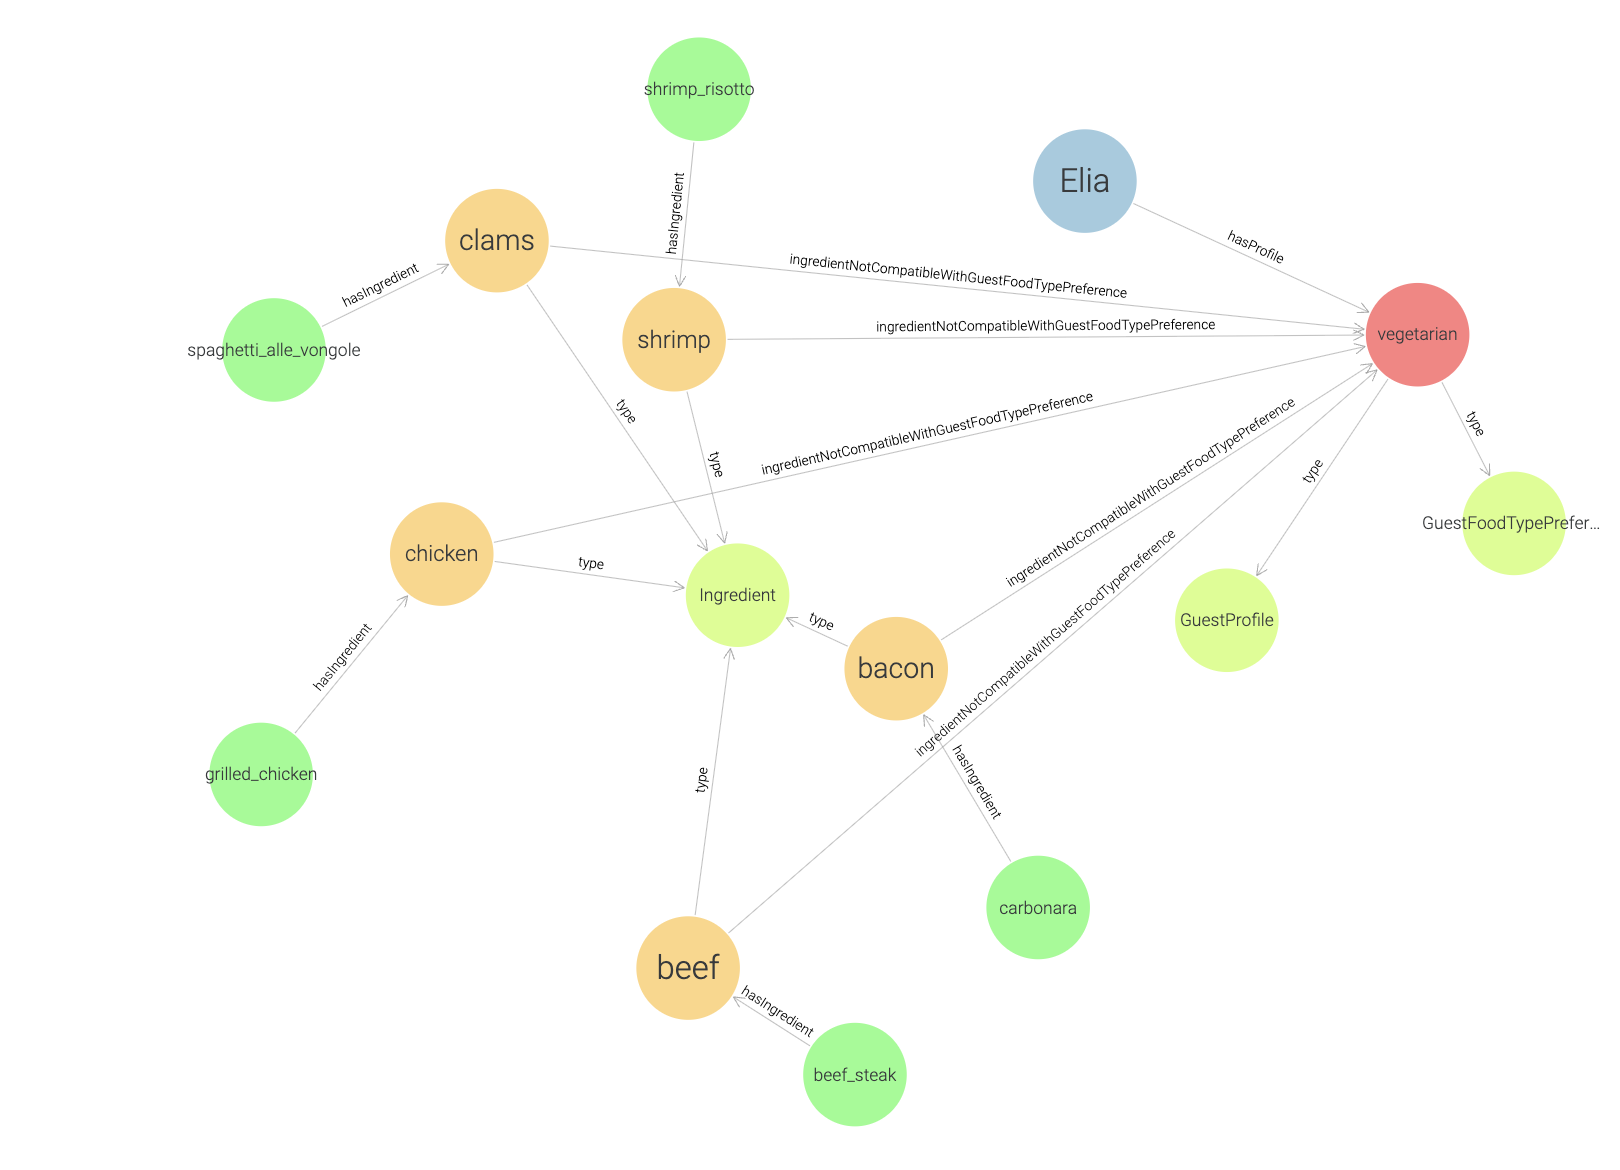 shrimp_risotto
Elia
hasIngredient
clams
hasProfile
ingredientNotCompatibleWithGuestFoodTypePreference
hasIngredient
ingredientNotCompatibleWithGuestFoodTypePreference
shrimp
vegetarian
spaghetti_alle_vongole
type
ingredientNotCompatibleWithGuestFoodTypePreference
type
type
type
ingredientNotCompatibleWithGuestFoodTypePreference
GuestFoodTypePrefer...
chicken
type
Ingredient
type
GuestProfile
ingredientNotCompatibleWithGuestFoodTypePreference
hasIngredient
bacon
grilled_chicken
type
hasIngredient
carbonara
beef
hasIngredient
beef_steak